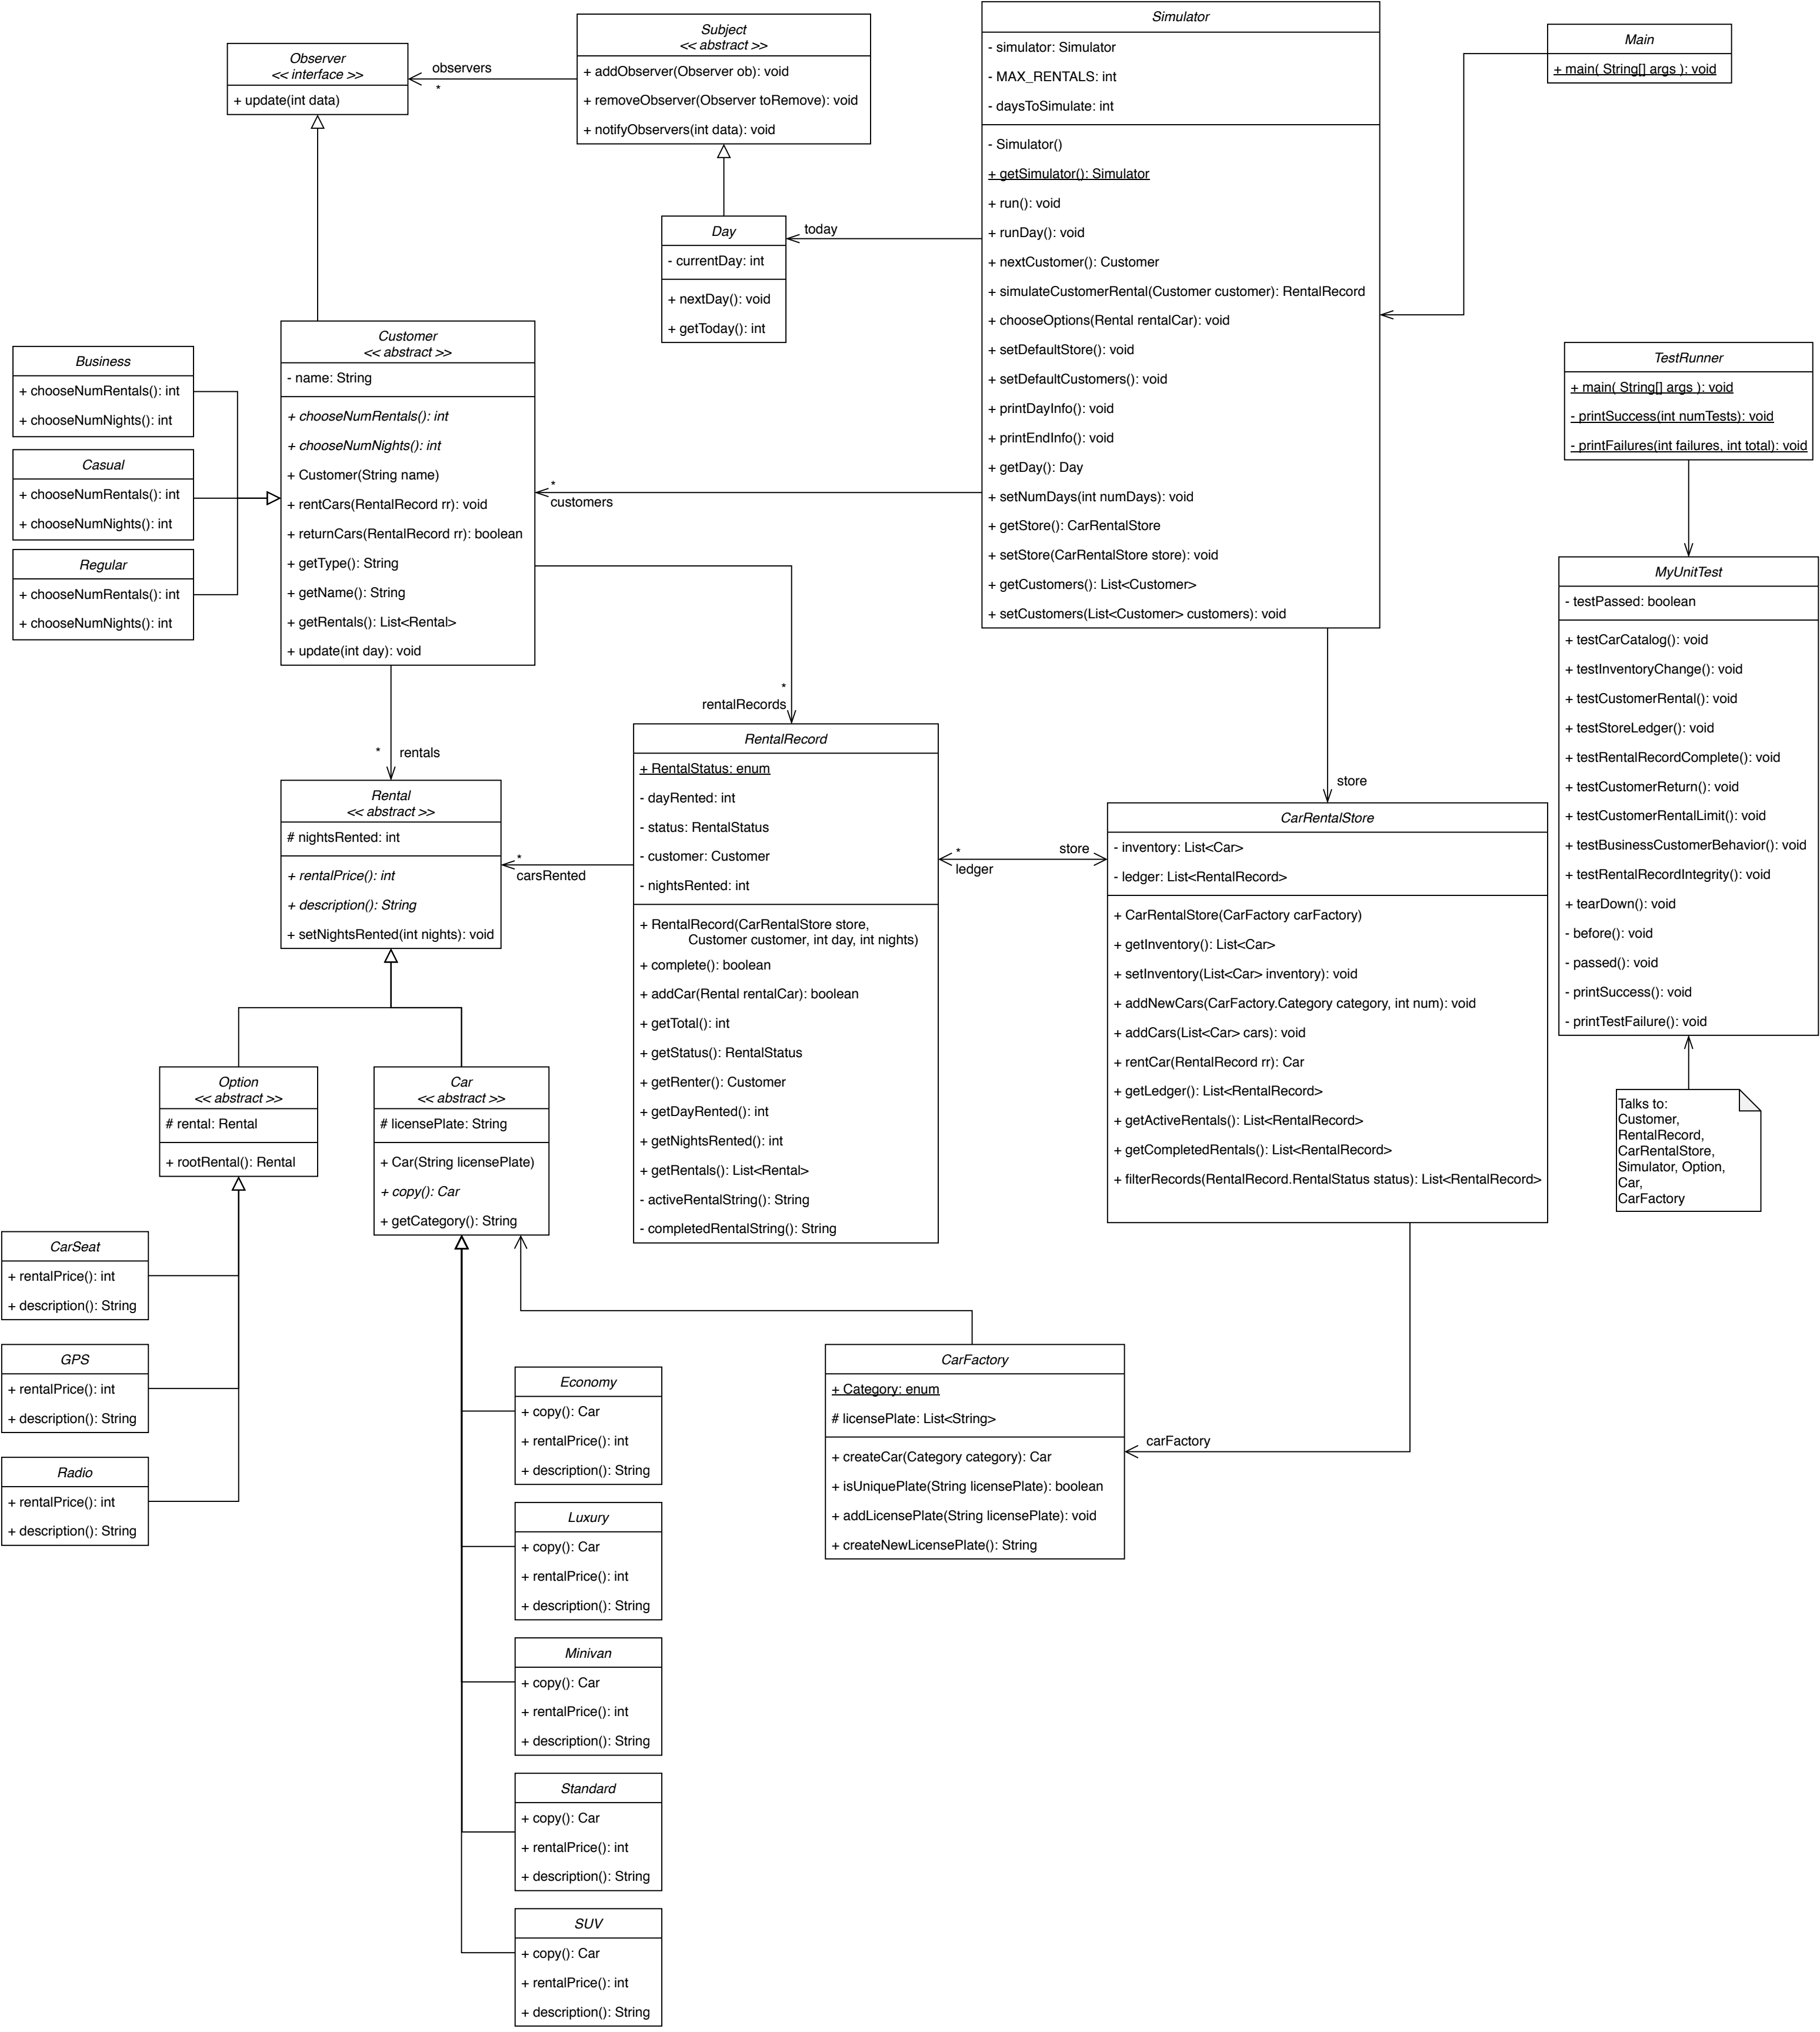 Observer
<< interface >>
+ update(int data)
observers
*
Subject
<< abstract >>
+ addObserver(Observer ob): void
+ removeObserver(Observer toRemove): void
+ notifyObservers(int data): void
Simulator
- simulator: Simulator
- MAX_RENTALS: int
- daysToSimulate: int
- Simulator()
+ getSimulator(): Simulator
+ run(): void
+ runDay(): void
+ nextCustomer(): Customer
+ simulateCustomerRental(Customer customer): RentalRecord
+ chooseOptions(Rental rentalCar): void
+ setDefaultStore(): void
+ setDefaultCustomers(): void
+ printDayInfo(): void
+ printEndInfo(): void
+ getDay(): Day
+ setNumDays(int numDays): void
+ getStore(): CarRentalStore
+ setStore(CarRentalStore store): void
+ getCustomers(): List<Customer>
+ setCustomers(List<Customer> customers): void
Main
+ main( String[] args ): void
Day
- currentDay: int
+ nextDay(): void
+ getToday(): int
today
Business
+ chooseNumRentals(): int
+ chooseNumNights(): int
Casual
+ chooseNumRentals(): int
+ chooseNumNights(): int
Regular
+ chooseNumRentals(): int
+ chooseNumNights(): int
Customer
<< abstract >>
- name: String
+ chooseNumRentals(): int
+ chooseNumNights(): int
+ Customer(String name)
+ rentCars(RentalRecord rr): void
+ returnCars(RentalRecord rr): boolean
+ getType(): String
+ getName(): String
+ getRentals(): List<Rental>
+ update(int day): void
*
customers
TestRunner
+ main( String[] args ): void
- printSuccess(int numTests): void
- printFailures(int failures, int total): void
MyUnitTest
- testPassed: boolean
+ testCarCatalog(): void
+ testInventoryChange(): void
+ testCustomerRental(): void
+ testStoreLedger(): void
+ testRentalRecordComplete(): void
+ testCustomerReturn(): void
+ testCustomerRentalLimit(): void
+ testBusinessCustomerBehavior(): void
+ testRentalRecordIntegrity(): void
+ tearDown(): void
- before(): void
- passed(): void
- printSuccess(): void
- printTestFailure(): void
Talks to:
Customer,
RentalRecord,
CarRentalStore,
Simulator, Option,
Car,
CarFactory
*
rentalRecords
* rentals
store
Rental
<< abstract >>
# nightsRented: int
+ rentalPrice(): int
+ description(): String
+ setNightsRented(int nights): void
*
carsRented
RentalRecord
+ RentalStatus: enum
- dayRented: int
- status: RentalStatus
- customer: Customer
- nightsRented: int
+ RentalRecord(CarRentalStore store,
Customer customer, int day, int nights)
+ complete(): boolean
+ addCar(Rental rentalCar): boolean
+ getTotal(): int
+ getStatus(): RentalStatus
+ getRenter(): Customer
+ getDayRented(): int
+ getNightsRented(): int
+ getRentals(): List<Rental>
- activeRentalString(): String
- completedRentalString(): String
*
ledger
store
CarRentalStore
- inventory: List<Car>
- ledger: List<RentalRecord>
+ CarRentalStore(CarFactory carFactory)
+ getInventory(): List<Car>
+ setInventory(List<Car> inventory): void
+ addNewCars(CarFactory.Category category, int num): void
+ addCars(List<Car> cars): void
+ rentCar(RentalRecord rr): Car
+ getLedger(): List<RentalRecord>
+ getActiveRentals(): List<RentalRecord>
+ getCompletedRentals(): List<RentalRecord>
+ filterRecords(RentalRecord.RentalStatus status): List<RentalRecord>
Option
<< abstract >>
# rental: Rental
+ rootRental(): Rental
Car
<< abstract >>
# licensePlate: String
+ Car(String licensePlate)
+ copy(): Car
+ getCategory(): String
CarSeat
+ rentalPrice(): int
+ description(): String
GPS
+ rentalPrice(): int
+ description(): String
Radio
+ rentalPrice(): int
+ description(): String
Economy
+ copy(): Car
+ rentalPrice(): int
+ description(): String
Luxury
+ copy(): Car
+ rentalPrice(): int
+ description(): String
Minivan
+ copy(): Car
+ rentalPrice(): int
+ description(): String
Standard
+ copy(): Car
+ rentalPrice(): int
+ description(): String
SUV
+ copy(): Car
+ rentalPrice(): int
+ description(): String
CarFactory
+ Category: enum
# licensePlate: List<String>
+ createCar(Category category): Car
+ isUniquePlate(String licensePlate): boolean
+ addLicensePlate(String licensePlate): void
+ createNewLicensePlate(): String
carFactory